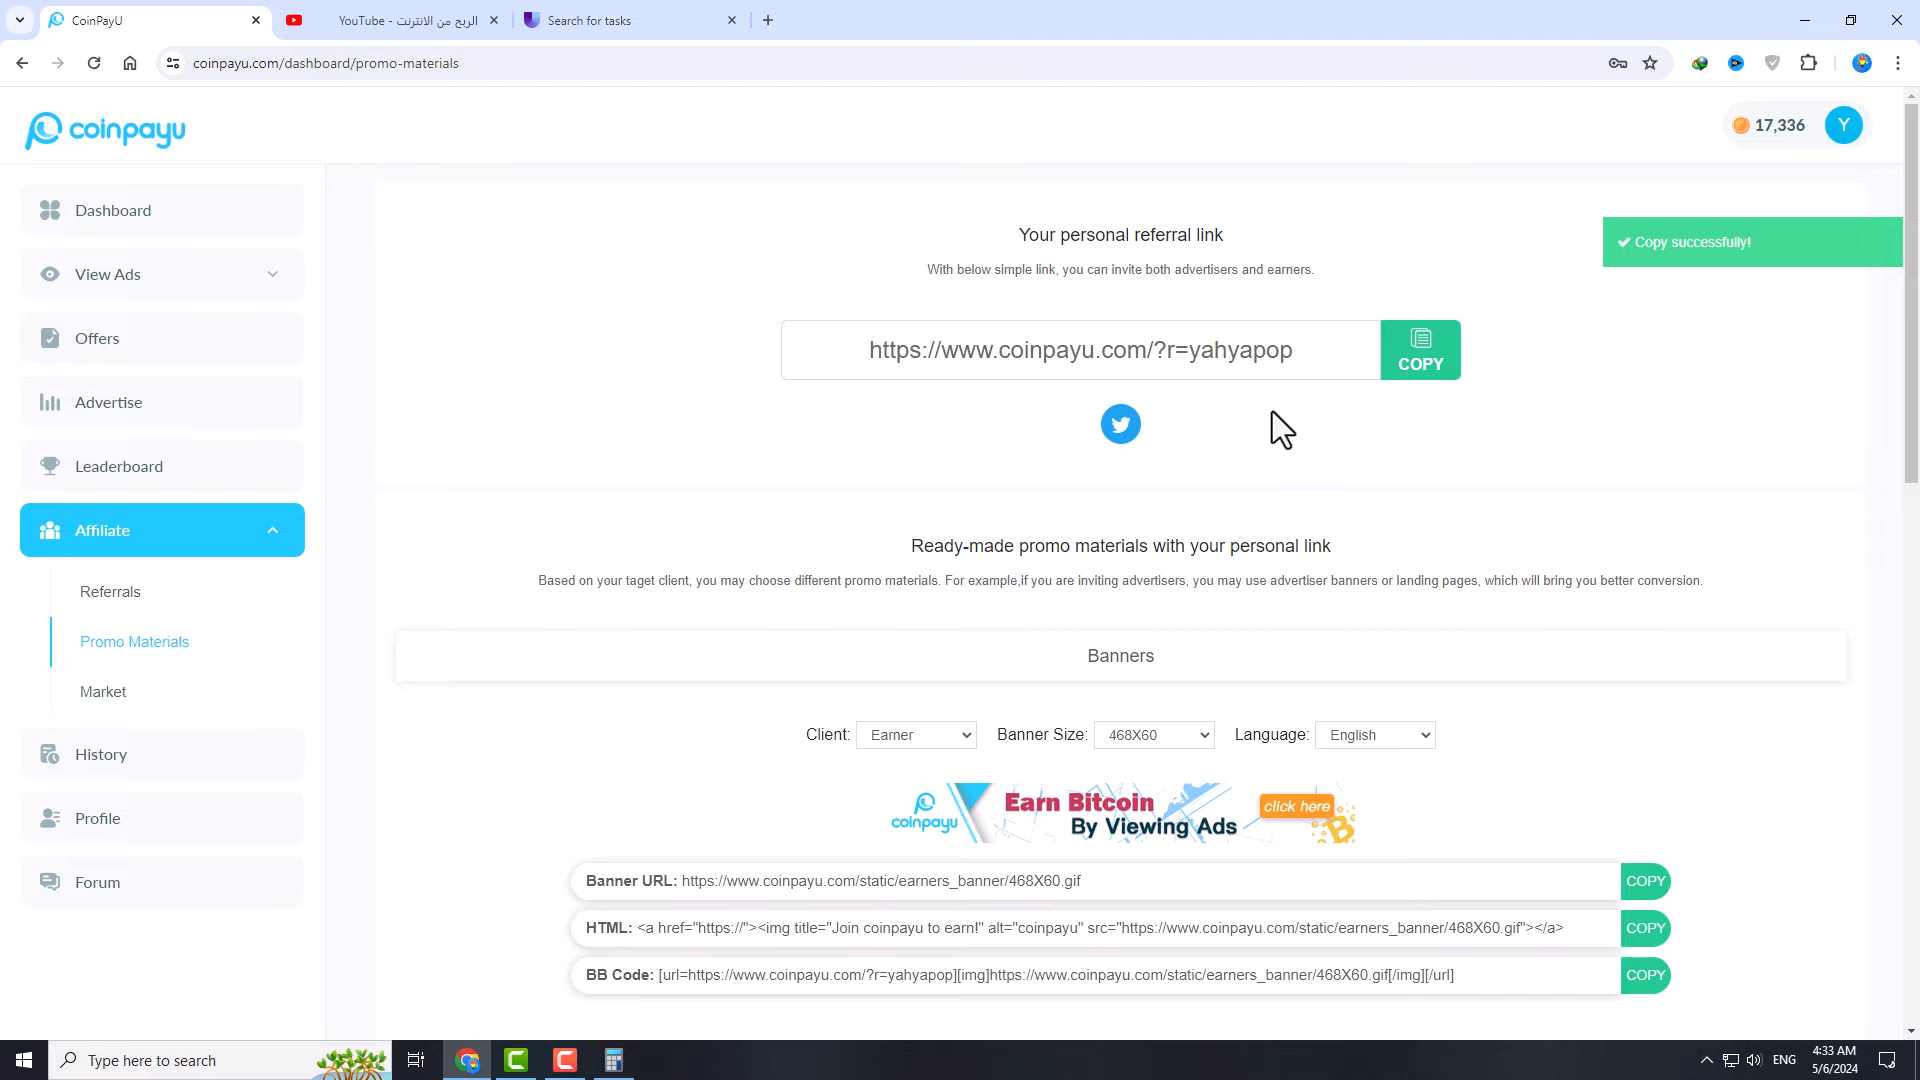 CoinPayU
YouTube - الربح من الانترنت
Search for tasks
coinpayu.com/dashboard/promo-materials
coinpayu
17,336
Y
Dashboard
View Ads
Offers
Advertise
Leaderboard
Affiliate
Referrals
Promo Materials
Market
History
Profile
Forum
Your personal referral link
With below simple link, you can invite both advertisers and earners.
Copy successfully!
https://www.coinpayu.com/?r=yahyapop
COPY
Ready-made promo materials with your personal link
Based on your taget client, you may choose different promo materials. For example,if you are inviting advertisers, you may use advertiser banners or landing pages, which will bring you better conversion.
Banners
Client: Earner Banner Size: 468X60 Language: English
coinpayu Earn Bitcoin click here
By Viewing Ads
Banner URL: https://www.coinpayu.com/static/earners_banner/468X60.gif COPY
HTML: <a href="https://"><img title="Join coinpayu to earn!" alt="coinpayu" src="https://www.coinpayu.com/static/earners_banner/468X60.gif"></a> COPY
BB Code: [url=https://www.coinpayu.com/?r=yahyapop][img]https://www.coinpayu.com/static/earners_banner/468X60.gif[/img][/url] COPY
Type here to search
ENG
4:33 AM
5/6/2024